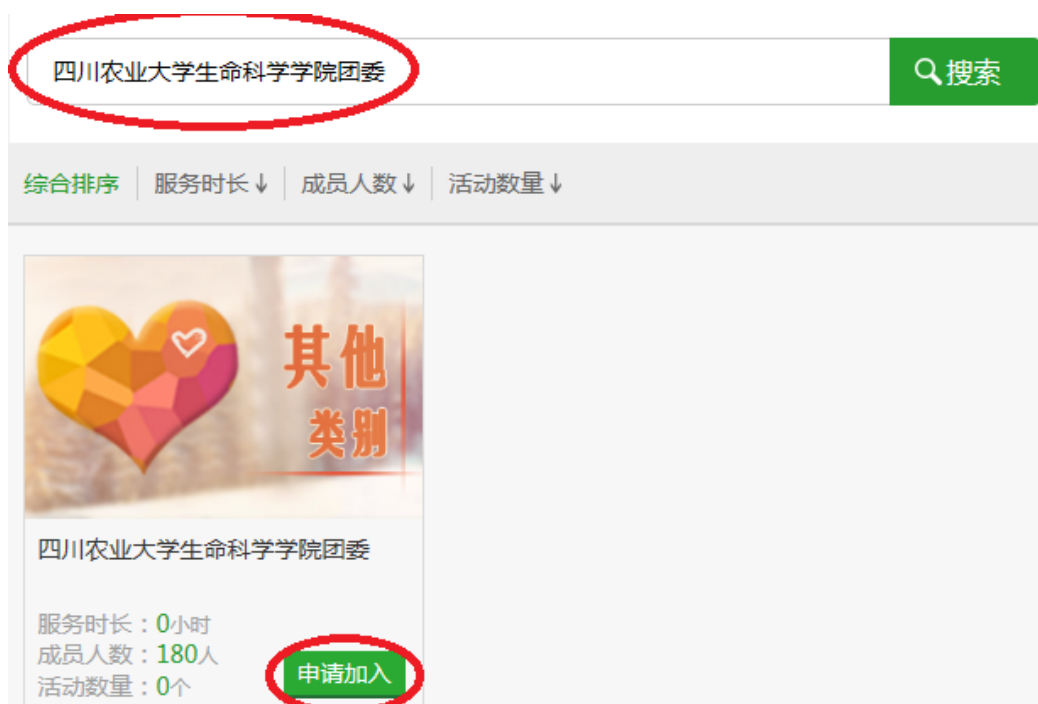 四川农业大学生命科学学院团委
搜索
综合排序 服务时长↓ 成员人数↓ 活动数量↓
其他
类别
四川农业大学生命科学学院团委
服务时长：0小时
成员人数：180人
活动数量：0个
申请加入